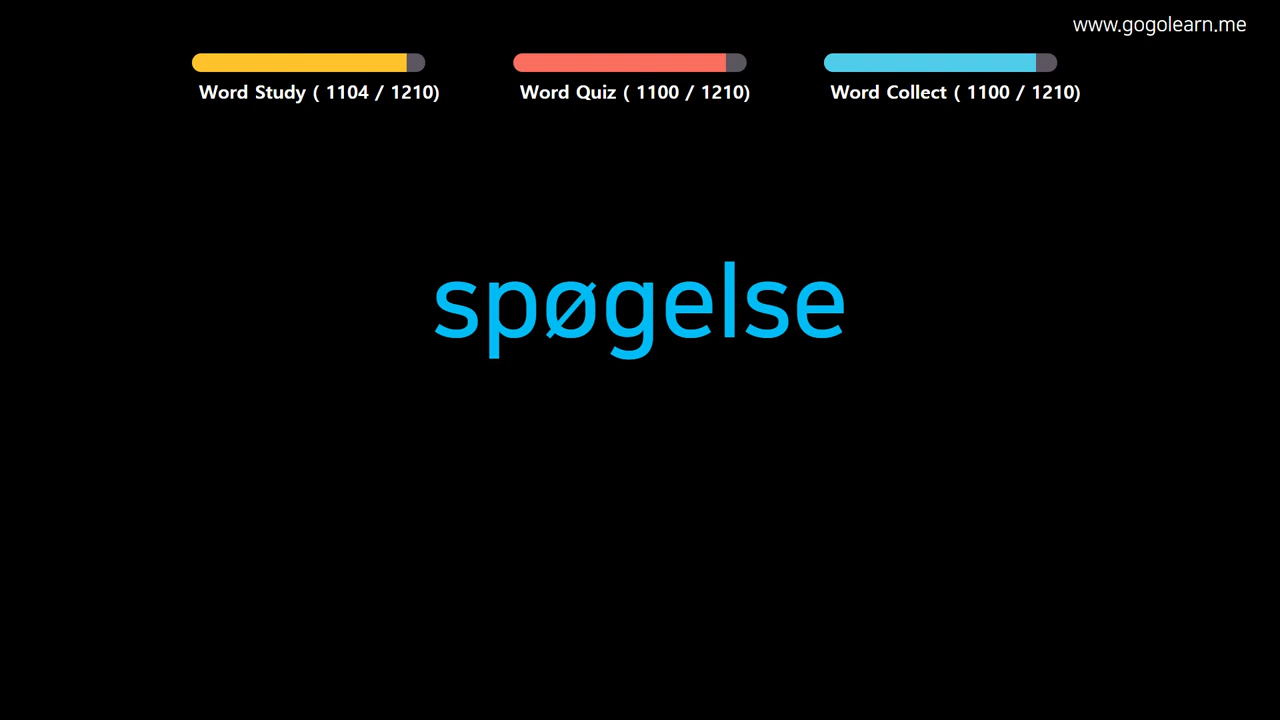 www.gogolearn.me
Word Study ( 1104 / 1210)
Word Quiz ( 1100 / 1210)
Word Collect ( 1100 / 1210)
spøgelse